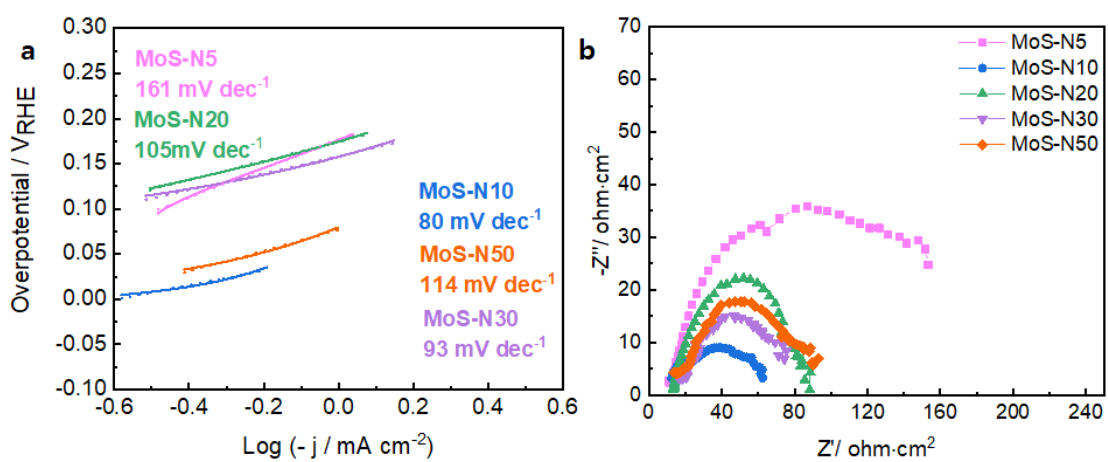 a
MoS-N5
161 mV dec-1
MoS-N20
105mV dec-1
MoS-N10
80 mV dec-1
MoS-N50
114 mV dec-1
MoS-N30
93 mV dec-1
Overpotential / VRHE
0.30
0.25
0.20
0.15
0.10
0.05
0.00
-0.05
-0.10
-0.6 -0.4 -0.2 0.0 0.2 0.4 0.6
Log (- j / mA cm-2)
b
MoS-N5
MoS-N10
MoS-N20
MoS-N30
MoS-N50
-Z''/ ohm·cm2
-70
60
50
40
30
20
10
0
0 40 80 120 160 200 240
Z'/ ohm·cm2